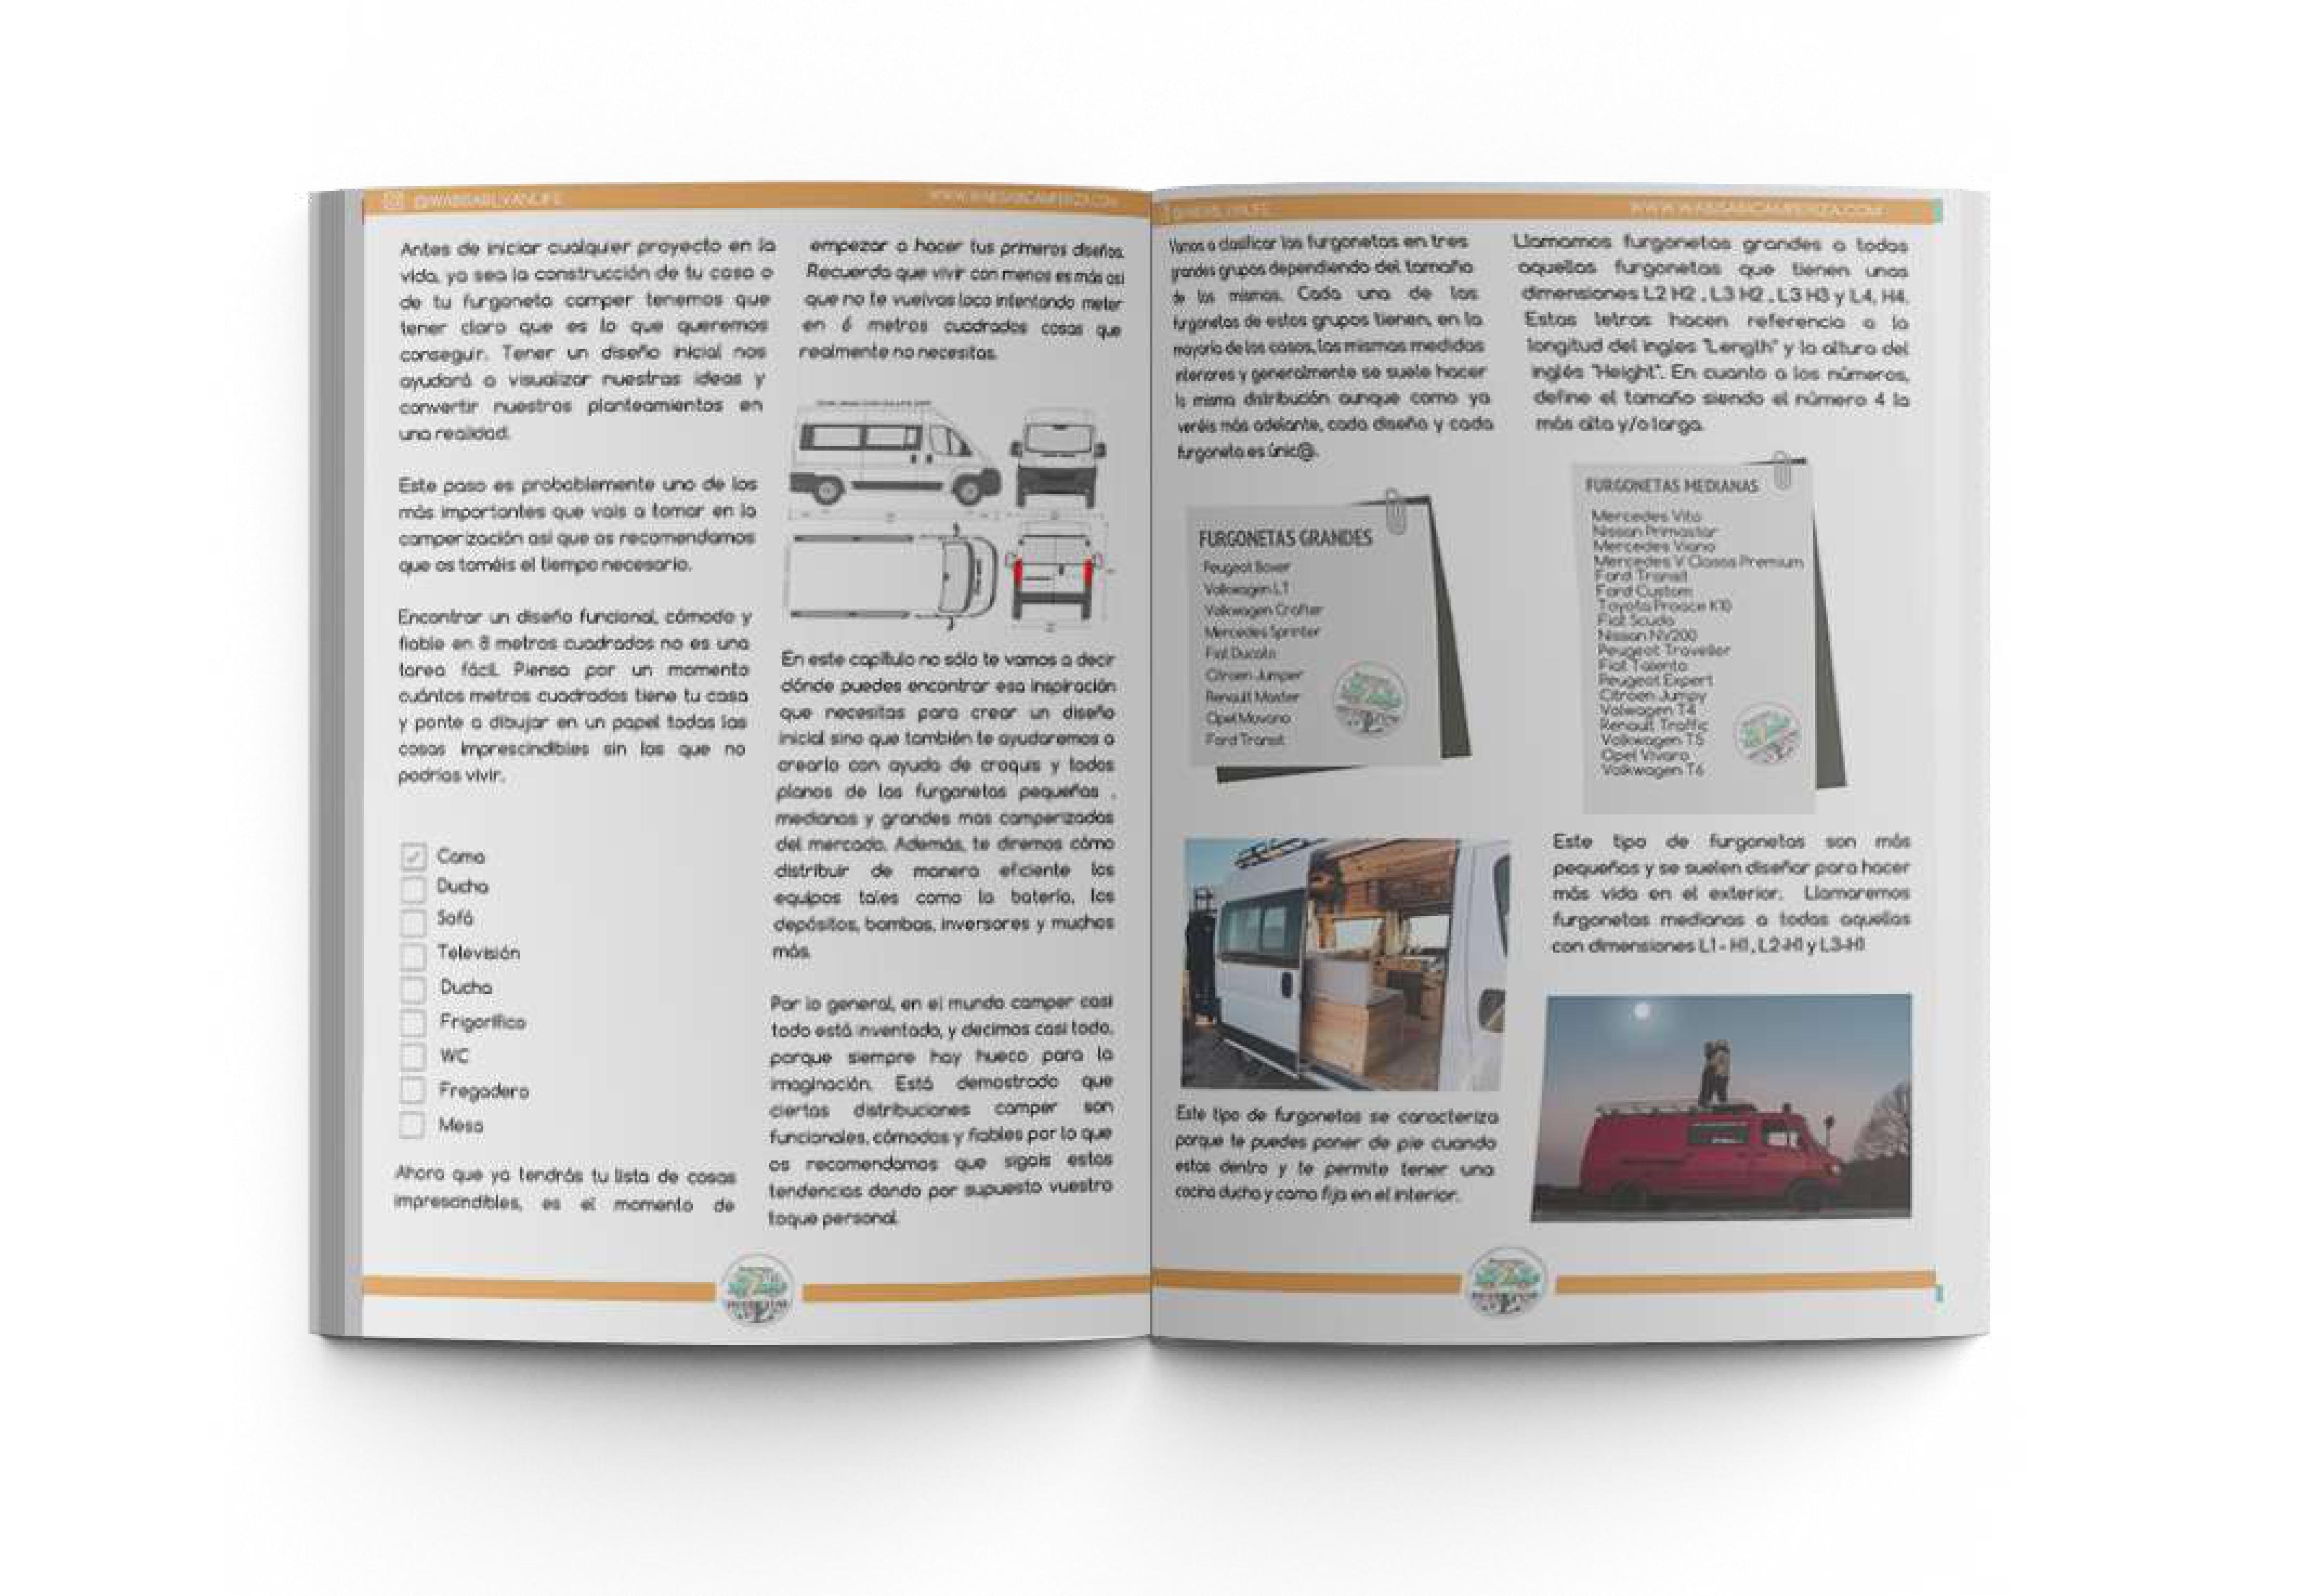 @WABISABI_VANLIFE
WWW.WABISABICAMPERIZA.COM
Antes de iniciar cualquier proyecto en la
vida, ya sea la construcción de tu casa o
de tu furgoneta camper tenemos que
tener claro que es lo que queremos
conseguir. Tener un diseño inicial nos
ayudará a visualizar nuestras ideas y
convertir nuestros planteamientos en
una realidad.
Este paso es probablemente uno de los
más importantes que vais a tomar en la
camperización asi que os recomendamos
que os toméis el tiempo necesario.
Encontrar un diseño funcional, cómodo y
fiable en 8 metros cuadrados no es una
tarea fácil. Piensa por un momento
cuántos metros cuadrados tiene tu casa
y ponte a dibujar en un papel todas las
cosas imprescindibles sin las que no
podrías vivir.
Cama
Ducha
Sofá
Televisión
Ducha
Frigorífico
WC
Fregadero
Mesa
Ahora que ya tendrás tu lista de cosas
imprescindibles, es el momento de
empezar a hacer tus primeros diseños.
Recuerda que vivir con menos es más asi
que no te vuelvas loco intentando meter
en 6 metros cuadrados cosas que
realmente no necesitas.
En este capítulo no sólo te vamos a decir
dónde puedes encontrar esa inspiración
que necesitas para crear un diseño
inicial sino que también te ayudaremos a
crearlo con ayuda de croquis y todos
planos de las furgonetas pequeñas ,
medianas y grandes mas camperizadas
del mercado. Además, te diremos cómo
distribuir de manera eficiente los
equipos tales como la batería, los
depósitos, bombas, inversores y muchos
más.
Por lo general, en el mundo camper casi
todo está inventado, y decimos casi todo,
porque siempre hay hueco para la
imaginación. Está demostrado que
ciertas distribuciones camper son
funcionales, cómodas y fiables por lo que
os recomendamos que sigais estas
tendencias dando por supuesto vuestro
toque personal.
WWW.WABISABICAMPERIZA.COM
Vamos a clasificar las furgonetas en tres
grandes grupos dependiendo del tamaño
de las mismas. Cada una de las
furgonetas de estos grupos tienen, en la
mayoría de los casos, las mismas medidas
interiores y generalmente se suele hacer
la misma distribución aunque como ya
veréis más adelante, cada diseño y cada
furgoneta es únic@.
FURGONETAS GRANDES
Peugeot Boxer
Volkwagen LT
Volkwagen Crafter
Mercedes Sprinter
Fiat Ducato
Citroen Jumper
Renault Master
Opel Movano
Ford Transit
Este tipo de furgonetas se caracteriza
porque te puedes poner de pie cuando
estas dentro y te permite tener una
cocina ducha y cama fija en el interior.
Llamamos furgonetas grandes a todas
aquellas furgonetas que tienen unas
dimensiones L2 H2 , L3 H2 , L3 H3 y L4, H4.
Estas letras hacen referencia a la
longitud del ingles "Length" y la altura del
inglés "Height". En cuanto a los números,
define el tamaño siendo el número 4 la
más alta y/o larga.
FURGONETAS MEDIANAS
Mercedes Vito
Nissan Primastar
Mercedes Viano
Mercedes V Clases Premium
Ford Transit
Ford Custom
Toyota Proace K10
Fiat Scudo
Nissan NV200
Peugeot Traveller
Fiat Talento
Peugeot Expert
Citroen Jumpy
Volwagen T4
Renault Traffic
Volkwagen T5
Opel Vivaro
Volkwagen T6
Este tipo de furgonetas son más
pequeñas y se suelen diseñar para hacer
más vida en el exterior. Llamaremos
furgonetas medianas a todas aquellas
con dimensiones L1- H1, L2-H1 y L3-H1